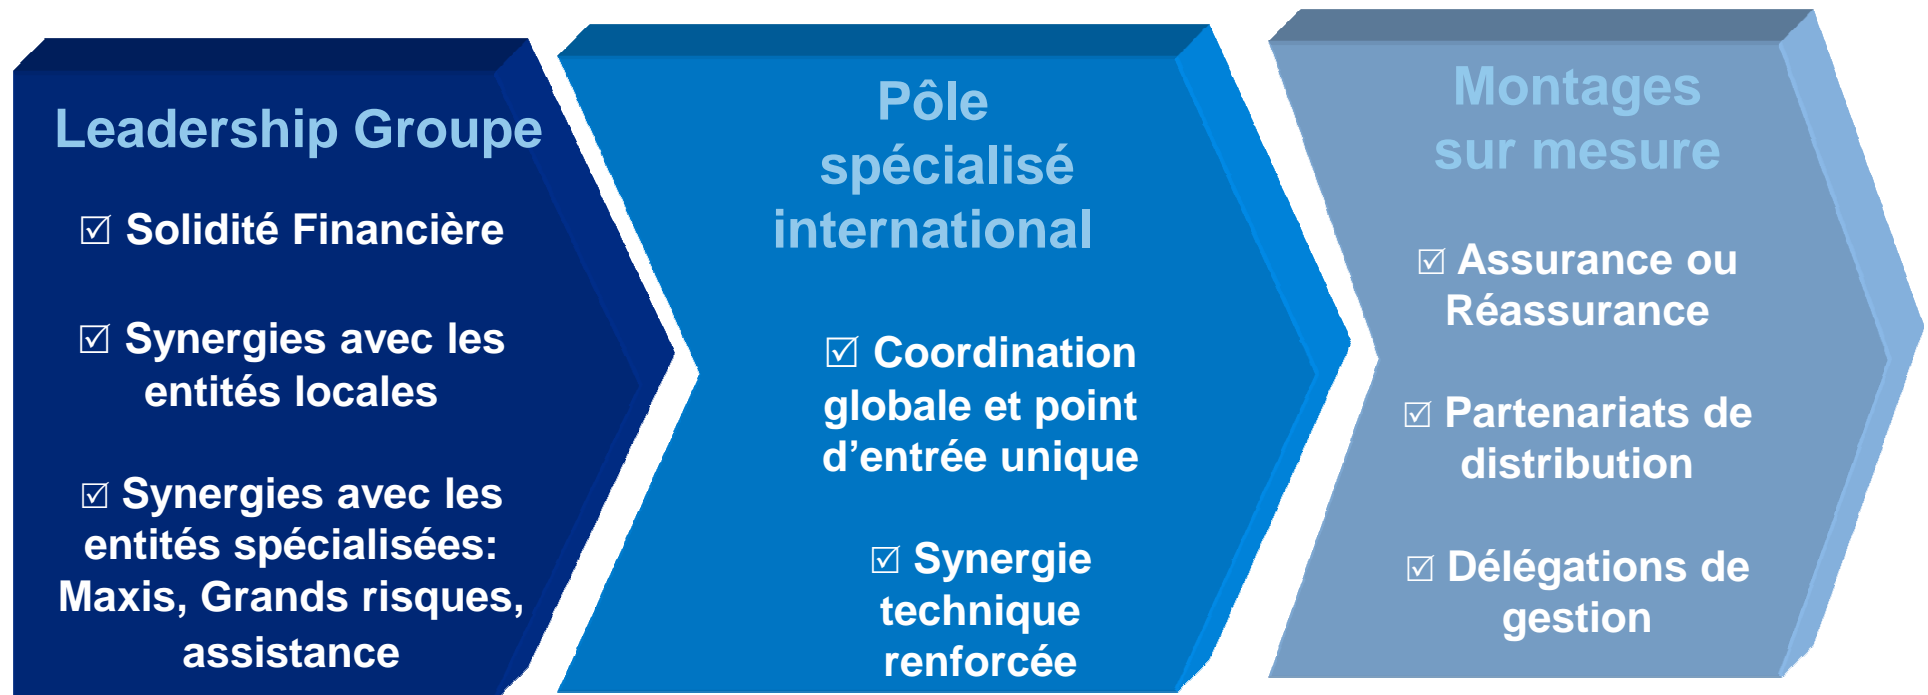 Leadership Groupe
☑ Solidité Financière
☑ Synergies avec les
entités locales
☑ Synergies avec les
entités spécialisées:
Maxis, Grands risques,
assistance
Pôle
spécialisé
international
☑ Coordination
globale et point
d’entrée unique
☑ Synergie
technique
renforcée
Montages
sur mesure
☑ Assurance ou
Réassurance
☑ Partenariats de
distribution
☑ Délégations de
gestion